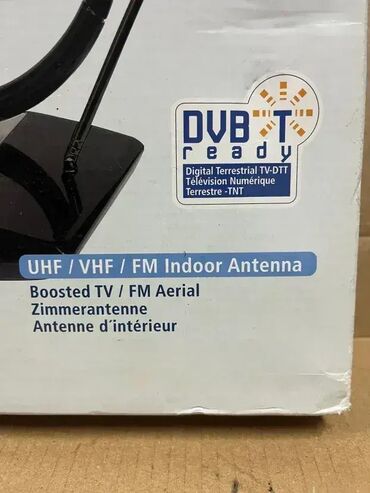 DVB T
ready
Digital Terrestrial TV-DTT
Télévision Numérique
Terrestre -TNT
UHF / VHF / FM Indoor Antenna
Boosted TV / FM Aerial
Zimmerantenne
Antenne d´intérieur